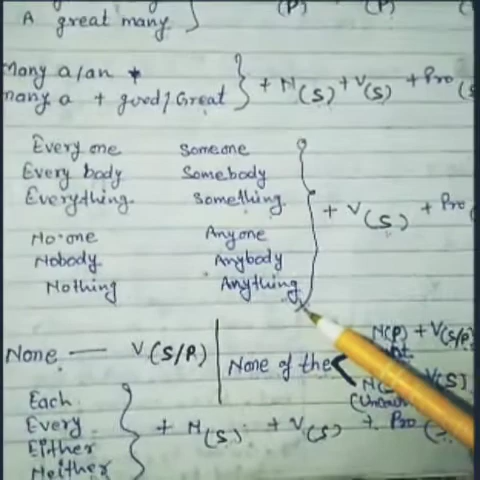 (P) (P)
A great many
Many a/an + N(S) + V(S) + Pro (S
many a + good/Great
Every one Someone
Every body Somebody
Everything. Something.
+ V(S) + Pro
No-one Anyone
Nobody. Anybody
Nothing Anything
None — V(S/P) None of the N(P) + V(S/P)
N( V(S)
(Uncoun
Each
Every + N(S) + V(S) + Pro (
Either
Neither